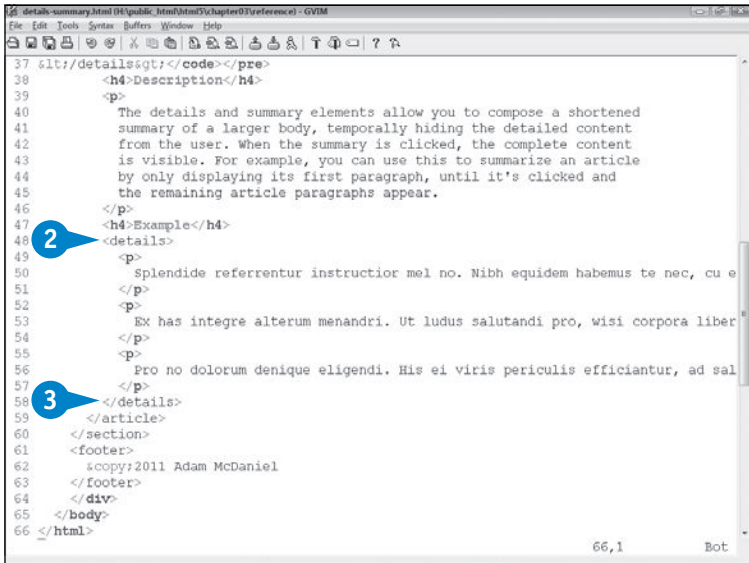 details-summary.html (H:\public_html\html5\chapter03\reference) - GVIM
File Edit Tools Syntax Buffers Window Help
37 &lt;/details&gt;</code></pre>
38 <h4>Description</h4>
39 <p>
40 The details and summary elements allow you to compose a shortened
41 summary of a larger body, temporally hiding the detailed content
42 from the user. When the summary is clicked, the complete content
43 is visible. For example, you can use this to summarize an article
44 by only displaying its first paragraph, until it's clicked and
45 the remaining article paragraphs appear.
46 </p>
47 <h4>Example</h4>
48 2 <details>
49 <p>
50 Splendide referrentur instructior mel no. Nibh equidem habemus te nec, cu e
51 </p>
52 <p>
53 Ex has integre alterum menandri. Ut ludus salutandi pro, wisi corpora liber
54 </p>
55 <p>
56 Pro no dolorum denique eligendi. His ei viris periculis efficiantur, ad sal
57 </p>
58 3 </details>
59 </article>
60 </section>
61 <footer>
62 &copy;2011 Adam McDaniel
63 </footer>
64 </div>
65 </body>
66 </html>
66,1 Bot